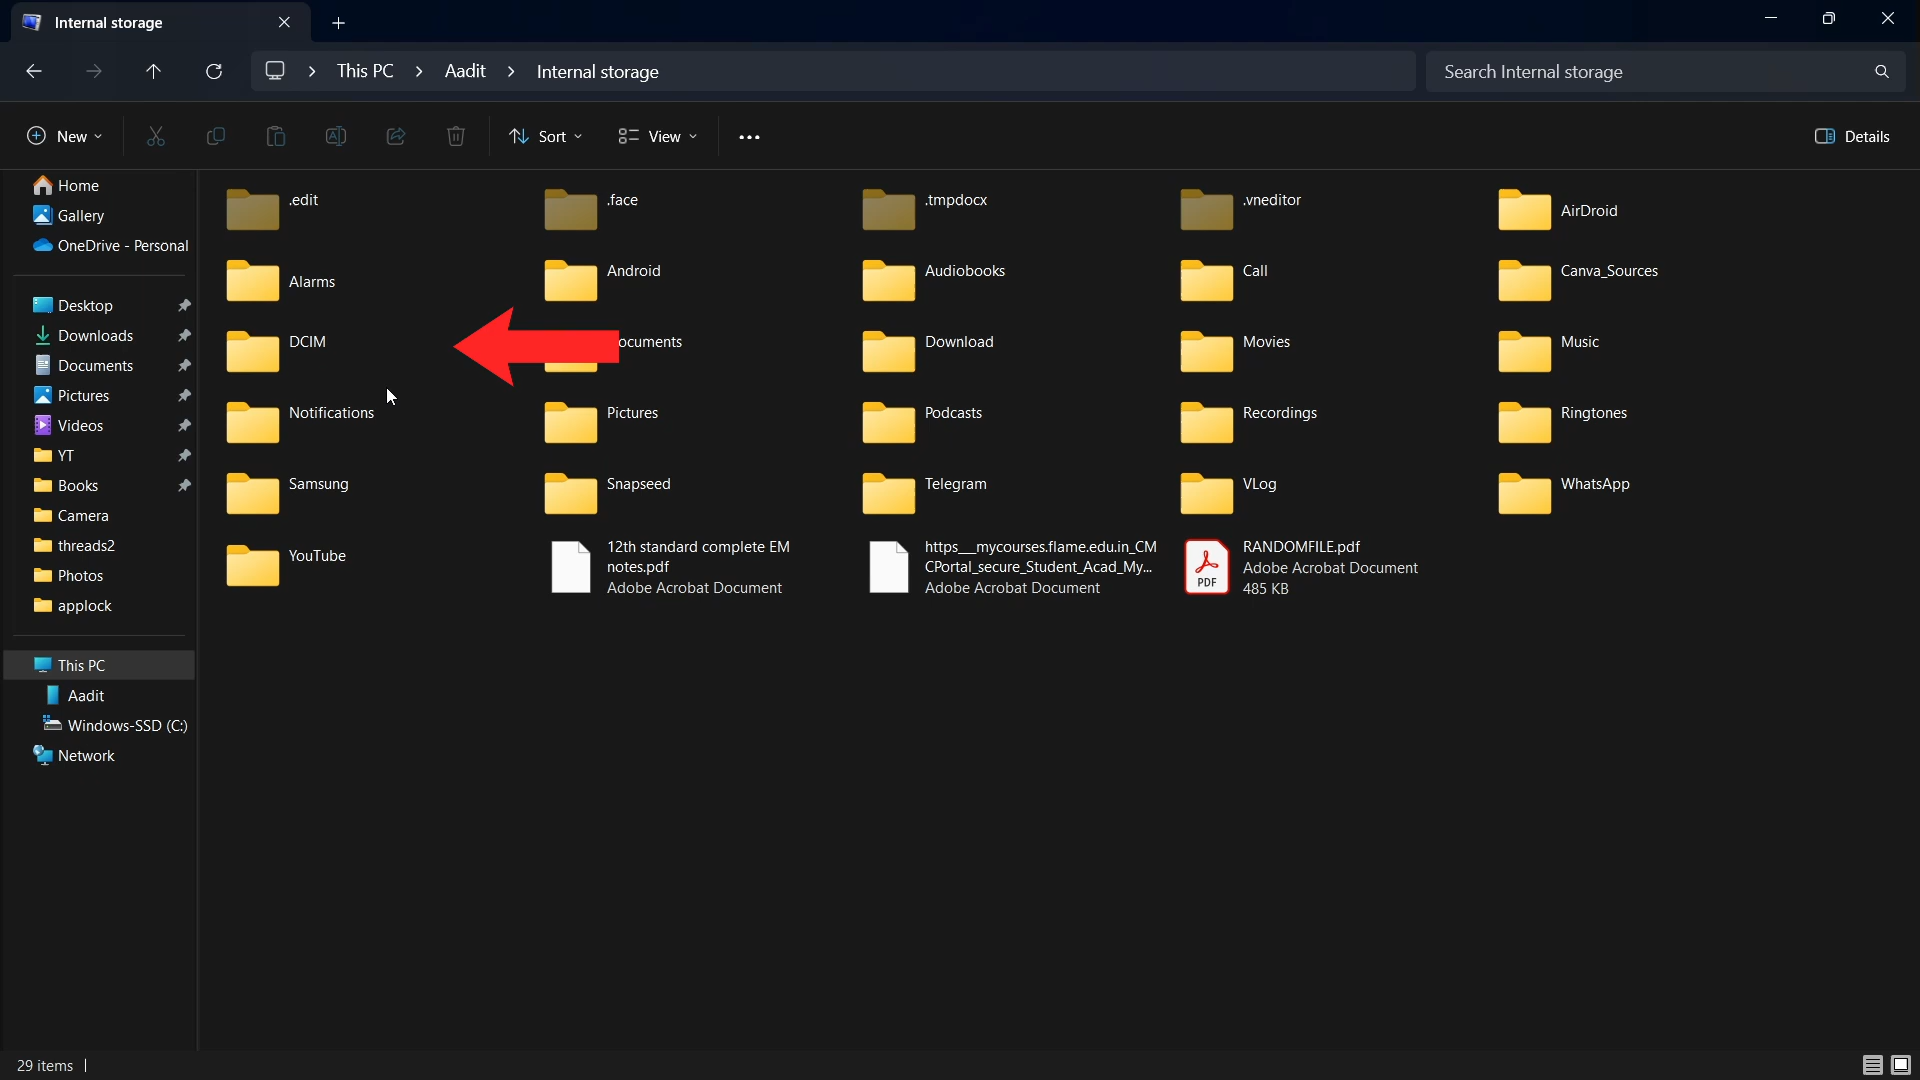 Internal storage
This PC > Aadit > Internal storage
Search Internal storage
New
Sort
View
Details
Home
Gallery
OneDrive - Personal
Desktop
Downloads
Documents
Pictures
Videos
YT
Books
Camera
threads2
Photos
applock
This PC
Aadit
Windows-SSD (C:)
Network
.edit
.face
.tmpdocx
.vneditor
AirDroid
Alarms
Android
Audiobooks
Call
Canva_Sources
DCIM
ocuments
Download
Movies
Music
Notifications
Pictures
Podcasts
Recordings
Ringtones
Samsung
Snapseed
Telegram
VLog
WhatsApp
YouTube
12th standard complete EM
notes.pdf
Adobe Acrobat Document
https__mycourses.flame.edu.in_CM
CPortal_secure_Student_Acad_My...
Adobe Acrobat Document
PDF
RANDOMFILE.pdf
Adobe Acrobat Document
485 KB
29 items